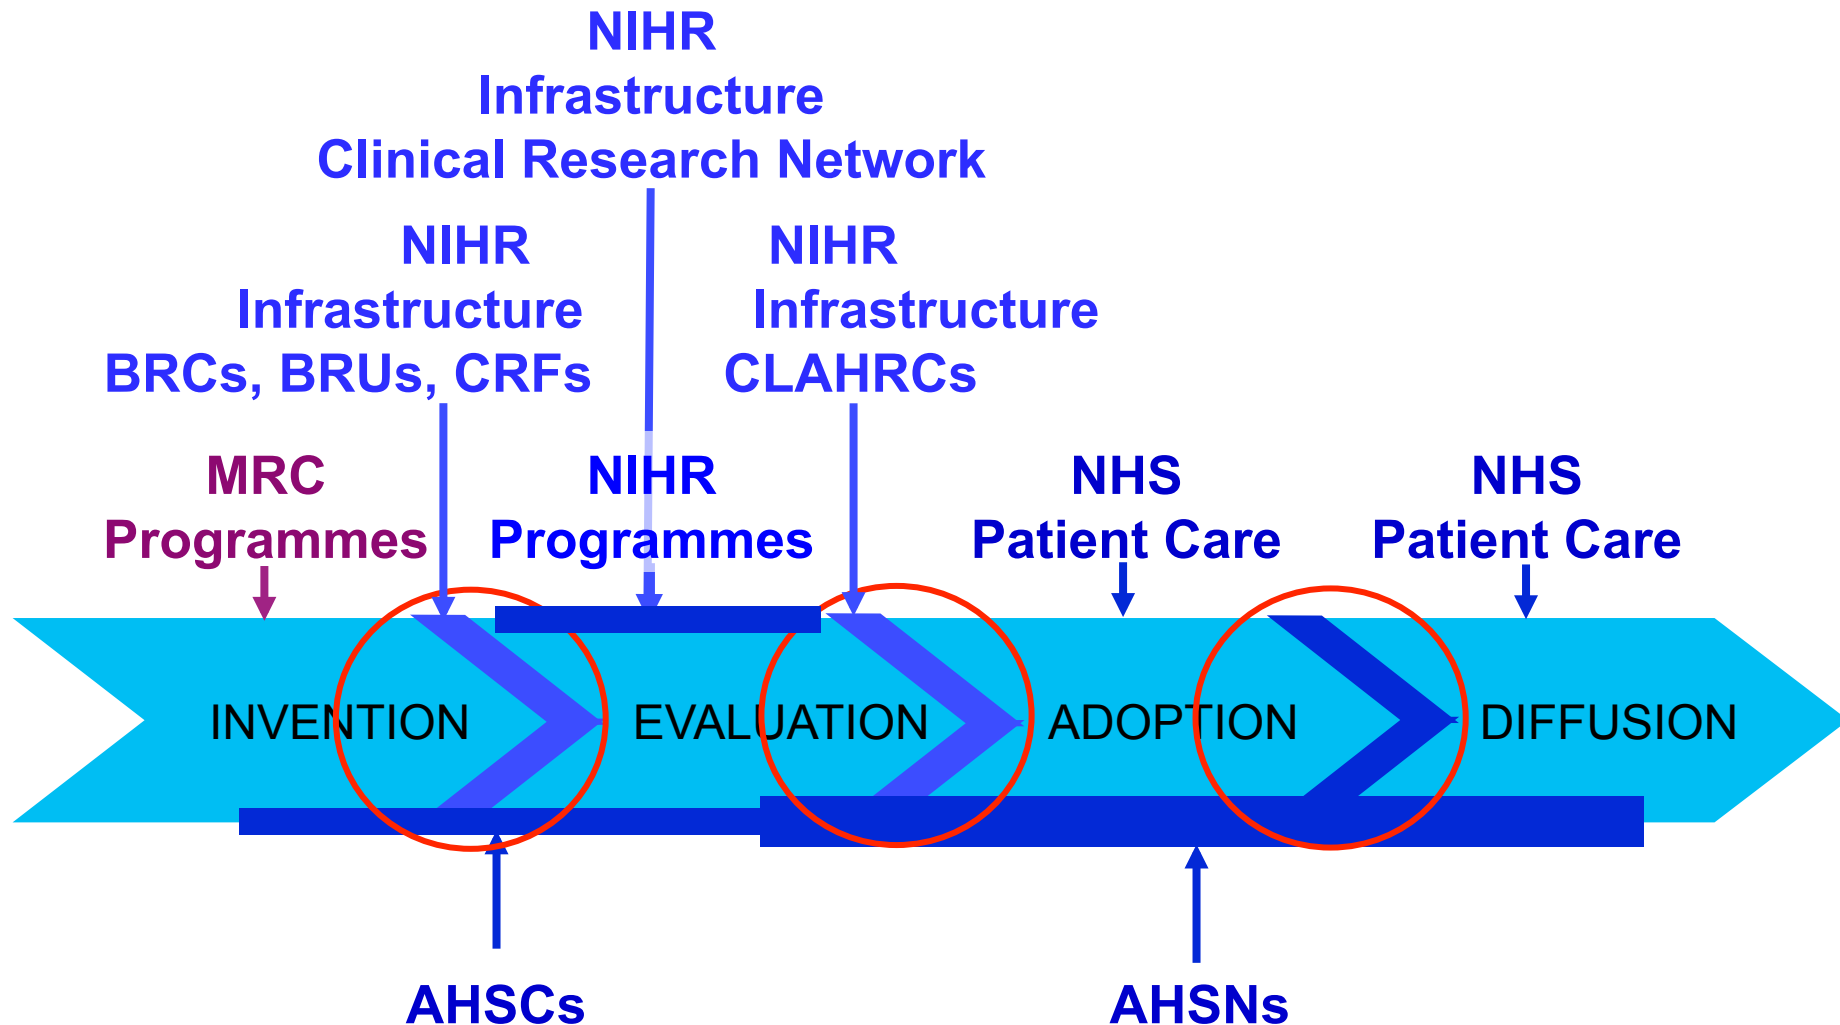 NIHR
Infrastructure
Clinical Research Network
NIHR
Infrastructure
BRCs, BRUs, CRFs
NIHR
Infrastructure
CLAHRCs
MRC
Programmes
NIHR
Programmes
NHS
Patient Care
NHS
Patient Care
INVENTION
EVALUATION
ADOPTION
DIFFUSION
AHSCs
AHSNs